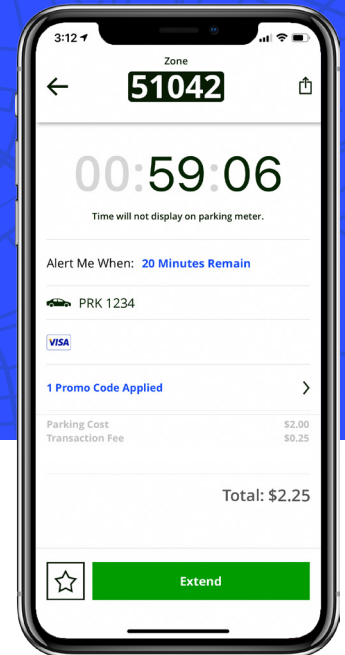 3:12
Zone
51042
00:59:06
Time will not display on parking meter.
Alert Me When: 20 Minutes Remain
PRK 1234
VISA
1 Promo Code Applied
Parking Cost $2.00
Transaction Fee $0.25
Total: $2.25
Extend